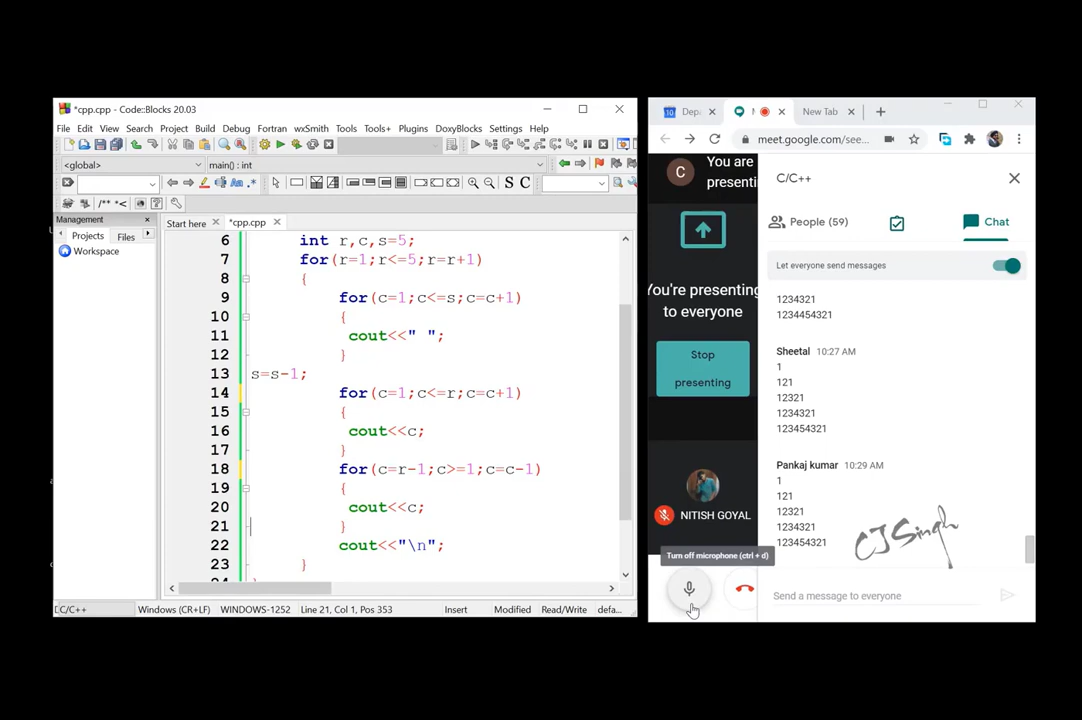 *cpp.cpp - Code::Blocks 20.03
File Edit View Search Project Build Debug Fortran wxSmith Tools Tools+ Plugins DoxyBlocks Settings Help
<global>
main() : int
/** *<
Management
Projects Files
Workspace
Start here
*cpp.cpp
6 int r,c,s=5;
7 for(r=1;r<=5;r=r+1)
8 {
9 for(c=1;c<=s;c=c+1)
10 {
11 cout<<" ";
12 }
13 s=s-1;
14 for(c=1;c<=r;c=c+1)
15 {
16 cout<<c;
17 }
18 for(c=r-1;c>=1;c=c-1)
19 {
20 cout<<c;
21 }
22 cout<<"\n";
23 }
C/C++ Windows (CR+LF) WINDOWS-1252 Line 21, Col 1, Pos 353 Insert Modified Read/Write defa...
New Tab
meet.google.com/see...
C
You are
You're presenting
to everyone
Stop
presenting
NITISH GOYAL
Turn off microphone (ctrl + d)
C/C++
People (59)
Chat
Let everyone send messages
1234321
1234454321
Sheetal 10:27 AM
1
121
12321
1234321
123454321
Pankaj kumar 10:29 AM
1
121
12321
1234321
123454321
CJSingh
Send a message to everyone